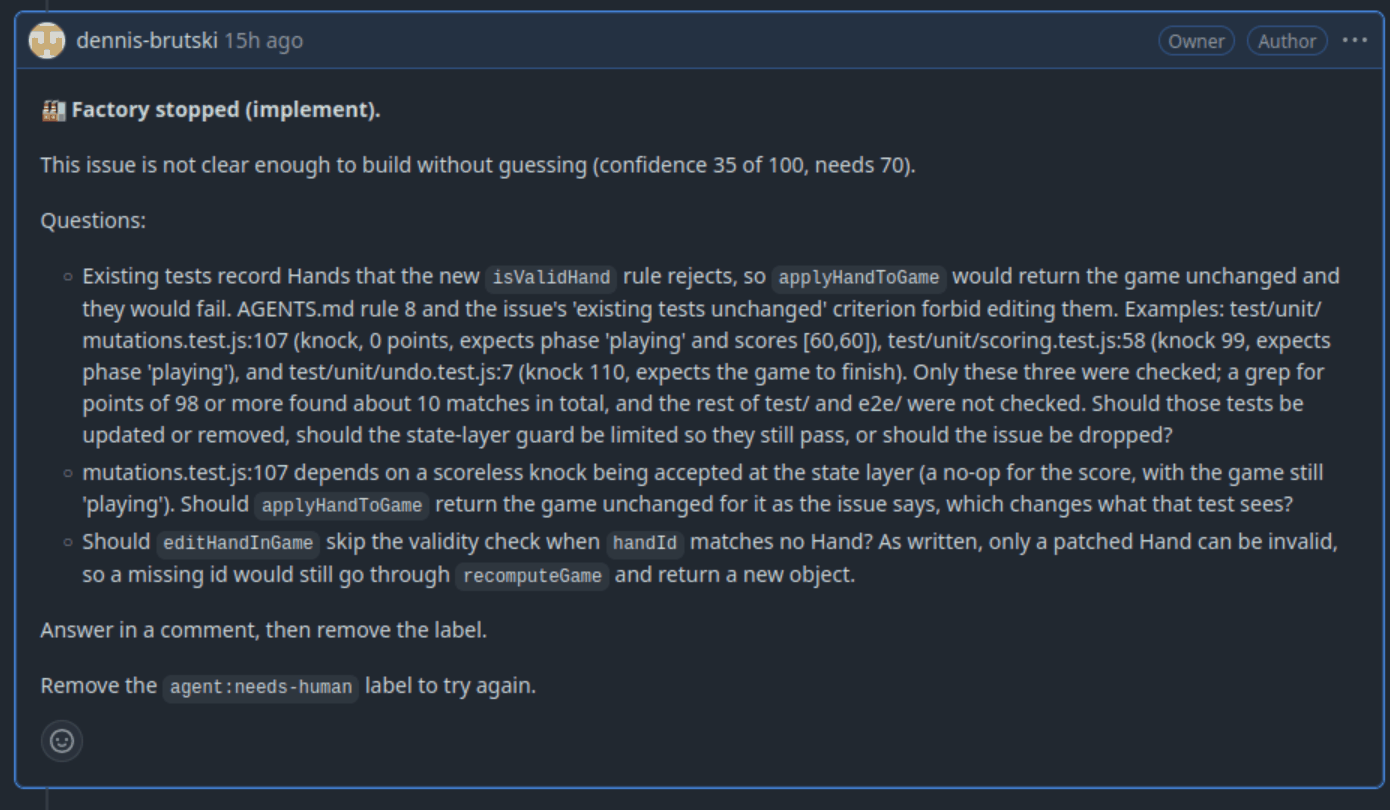 dennis-brutski 15h ago
Owner
Author
Factory stopped (implement).
This issue is not clear enough to build without guessing (confidence 35 of 100, needs 70).
Questions:
Existing tests record Hands that the new isValidHand rule rejects, so applyHandToGame would return the game unchanged and
they would fail. AGENTS.md rule 8 and the issue's 'existing tests unchanged' criterion forbid editing them. Examples: test/unit/
mutations.test.js:107 (knock, 0 points, expects phase 'playing' and scores [60,60]), test/unit/scoring.test.js:58 (knock 99, expects
phase 'playing'), and test/unit/undo.test.js:7 (knock 110, expects the game to finish). Only these three were checked; a grep for
points of 98 or more found about 10 matches in total, and the rest of test/ and e2e/ were not checked. Should those tests be
updated or removed, should the state-layer guard be limited so they still pass, or should the issue be dropped?
mutations.test.js:107 depends on a scoreless knock being accepted at the state layer (a no-op for the score, with the game still
'playing'). Should applyHandToGame return the game unchanged for it as the issue says, which changes what that test sees?
Should editHandInGame skip the validity check when handId matches no Hand? As written, only a patched Hand can be invalid,
so a missing id would still go through recomputeGame and return a new object.
Answer in a comment, then remove the label.
Remove the agent:needs-human label to try again.